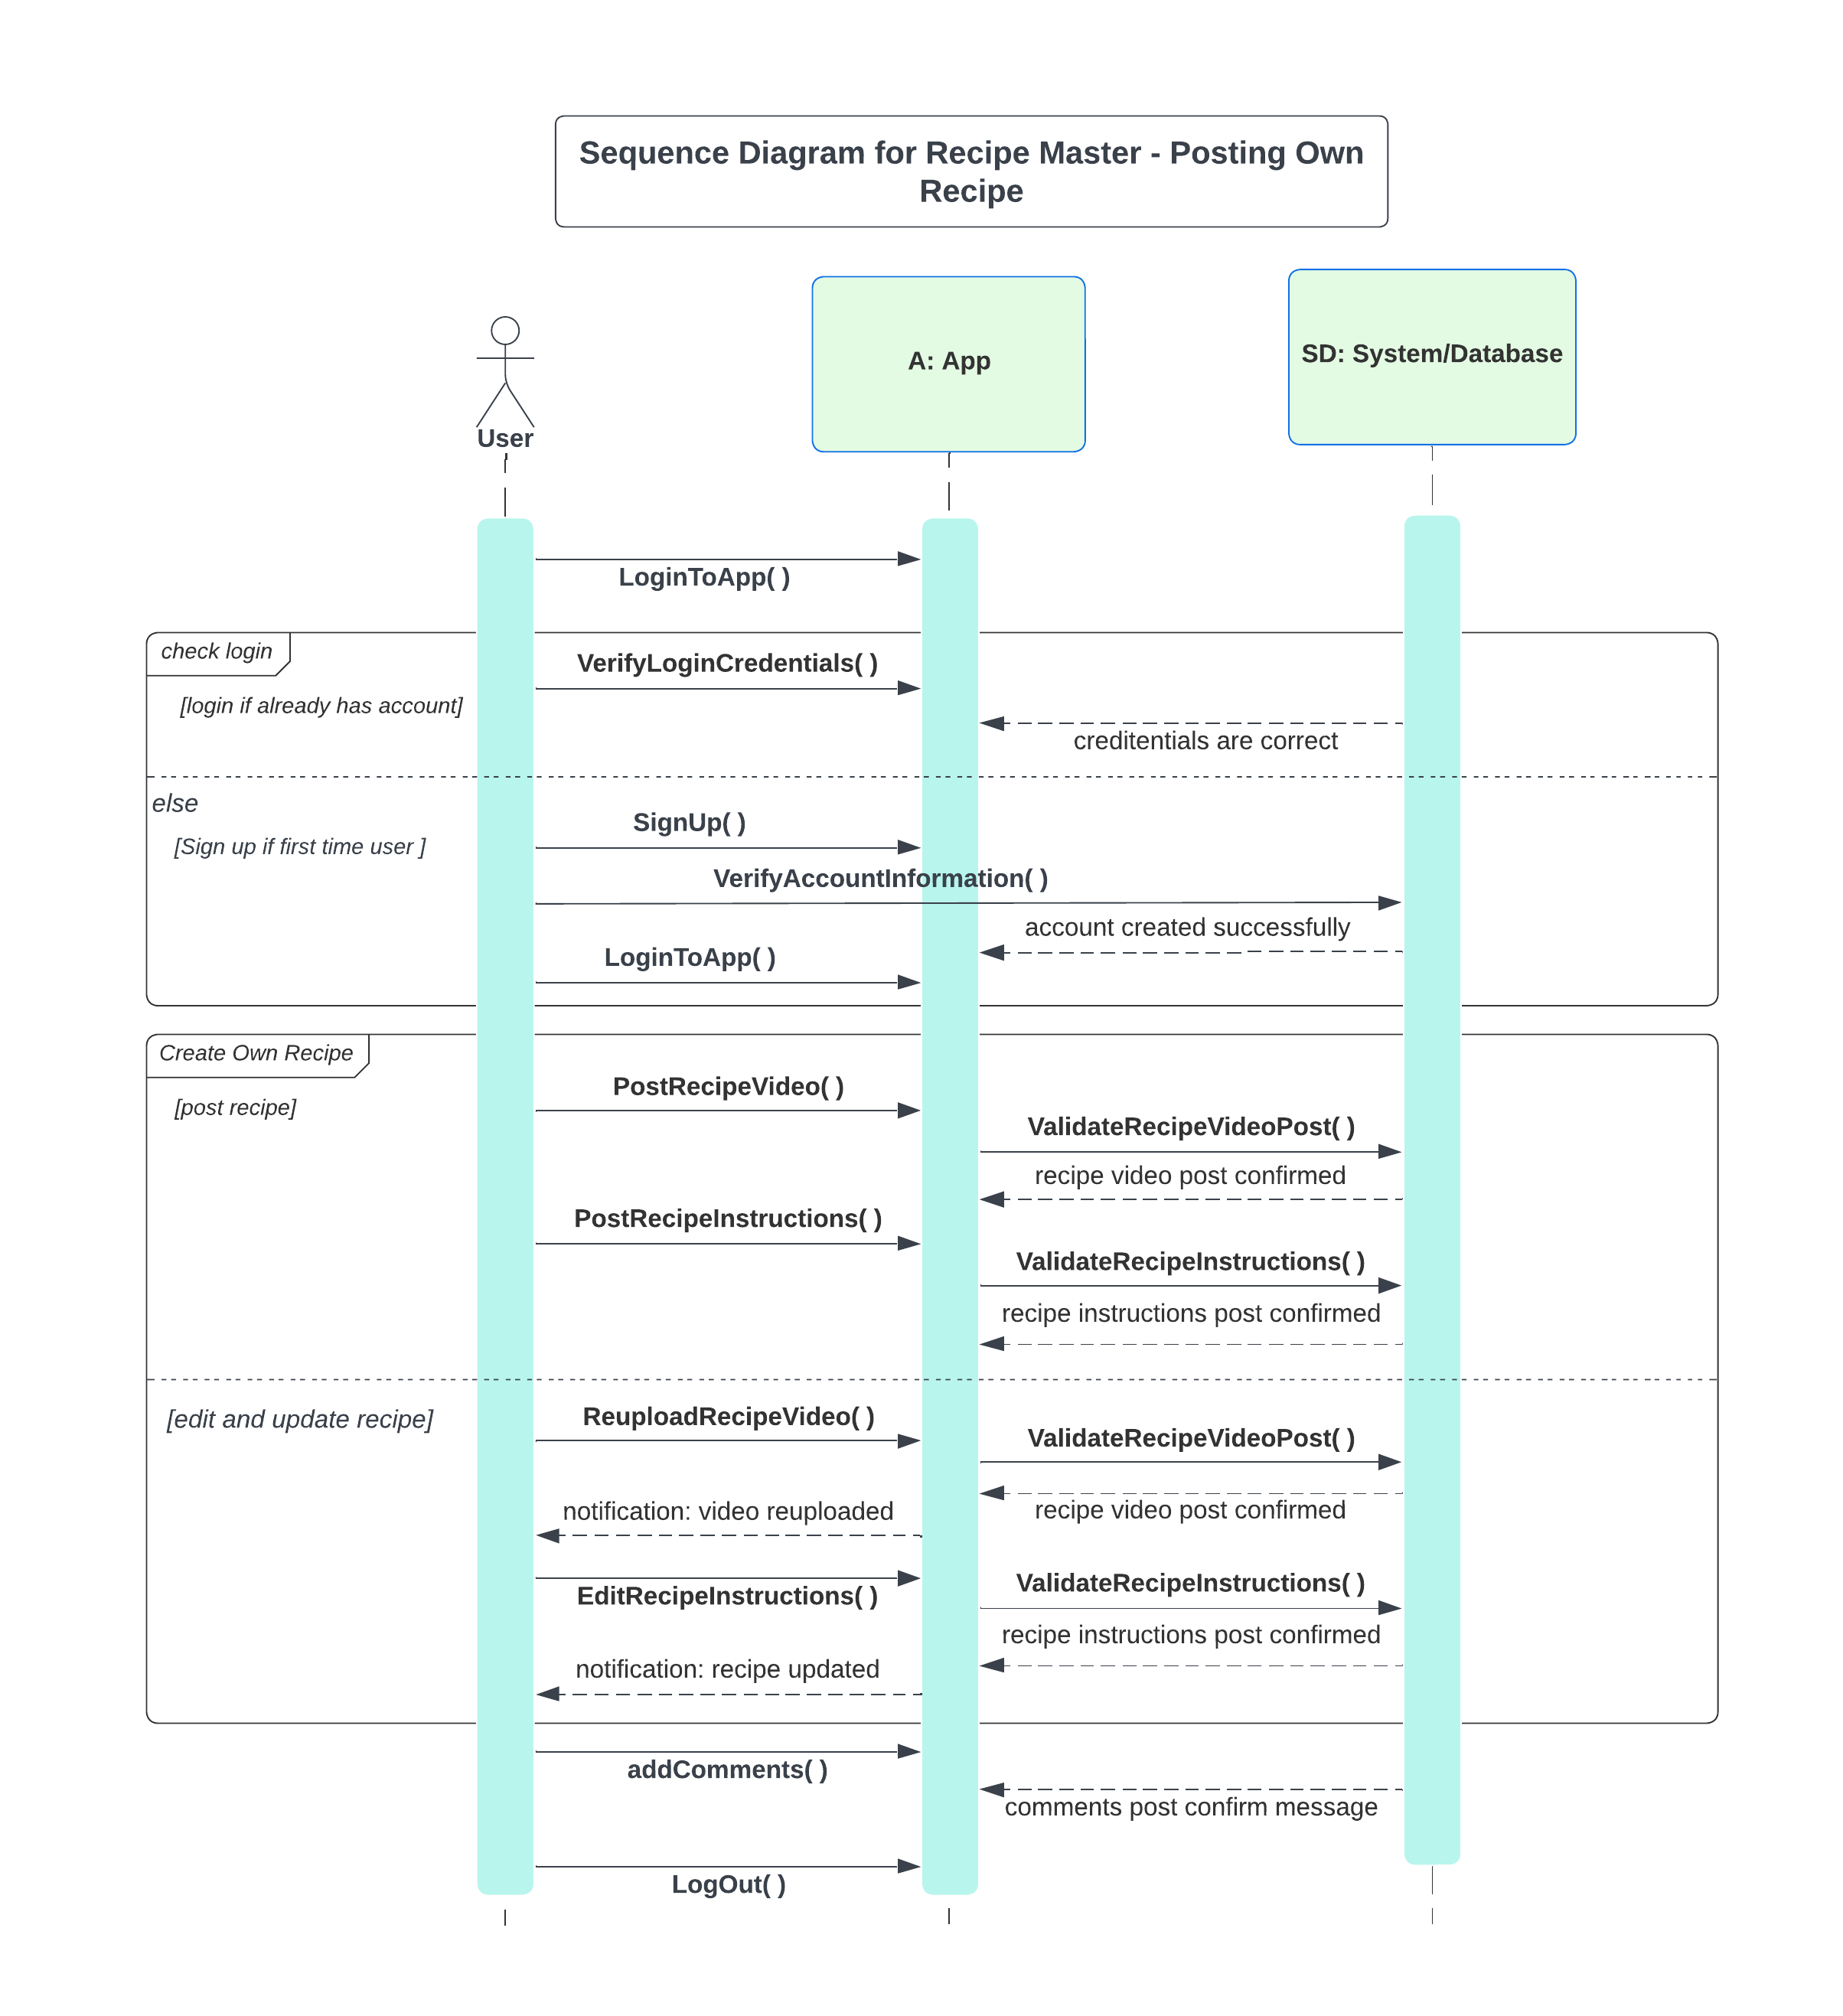 Sequence Diagram for Recipe Master - Posting Own
Recipe
A: App
SD: System/Database
User
LoginToApp( )
check login
VerifyLoginCredentials( )
[login if already has account]
creditentials are correct
else
SignUp( )
[Sign up if first time user ]
VerifyAccountInformation( )
account created successfully
LoginToApp( )
Create Own Recipe
PostRecipeVideo( )
[post recipe]
ValidateRecipeVideoPost( )
recipe video post confirmed
PostRecipeInstructions( )
ValidateRecipeInstructions( )
recipe instructions post confirmed
[edit and update recipe]
ReuploadRecipeVideo( )
ValidateRecipeVideoPost( )
recipe video post confirmed
notification: video reuploaded
ValidateRecipeInstructions( )
EditRecipeInstructions( )
recipe instructions post confirmed
notification: recipe updated
addComments( )
comments post confirm message
LogOut( )